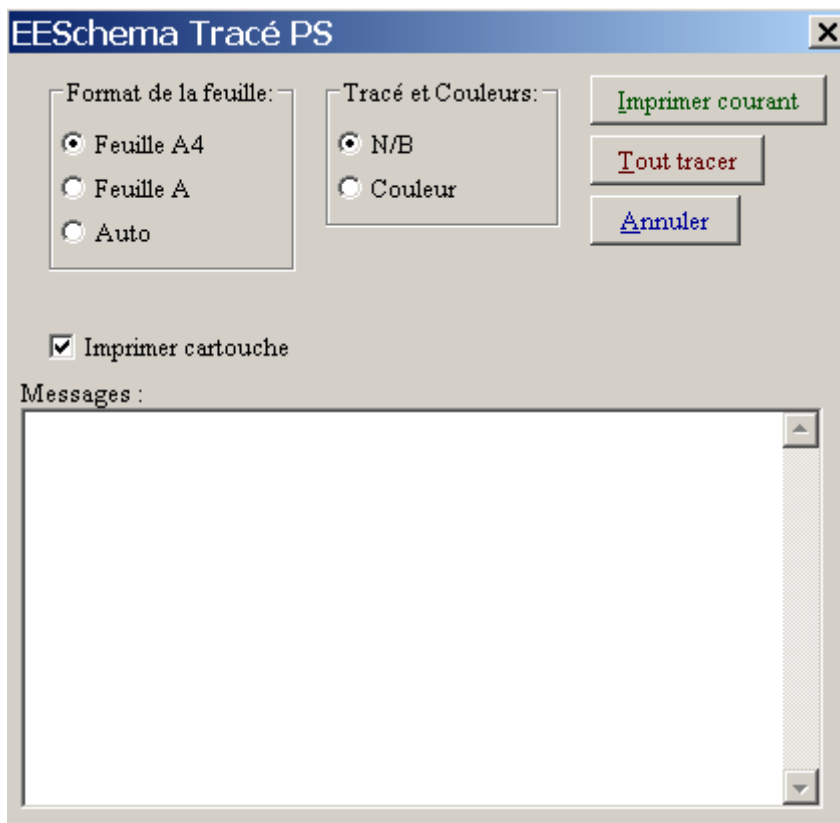 EESchema Tracé PS
Format de la feuille:
Feuille A4
Feuille A
Auto
Tracé et Couleurs:
N/B
Couleur
Imprimer courant
Tout tracer
Annuler
Imprimer cartouche
Messages :